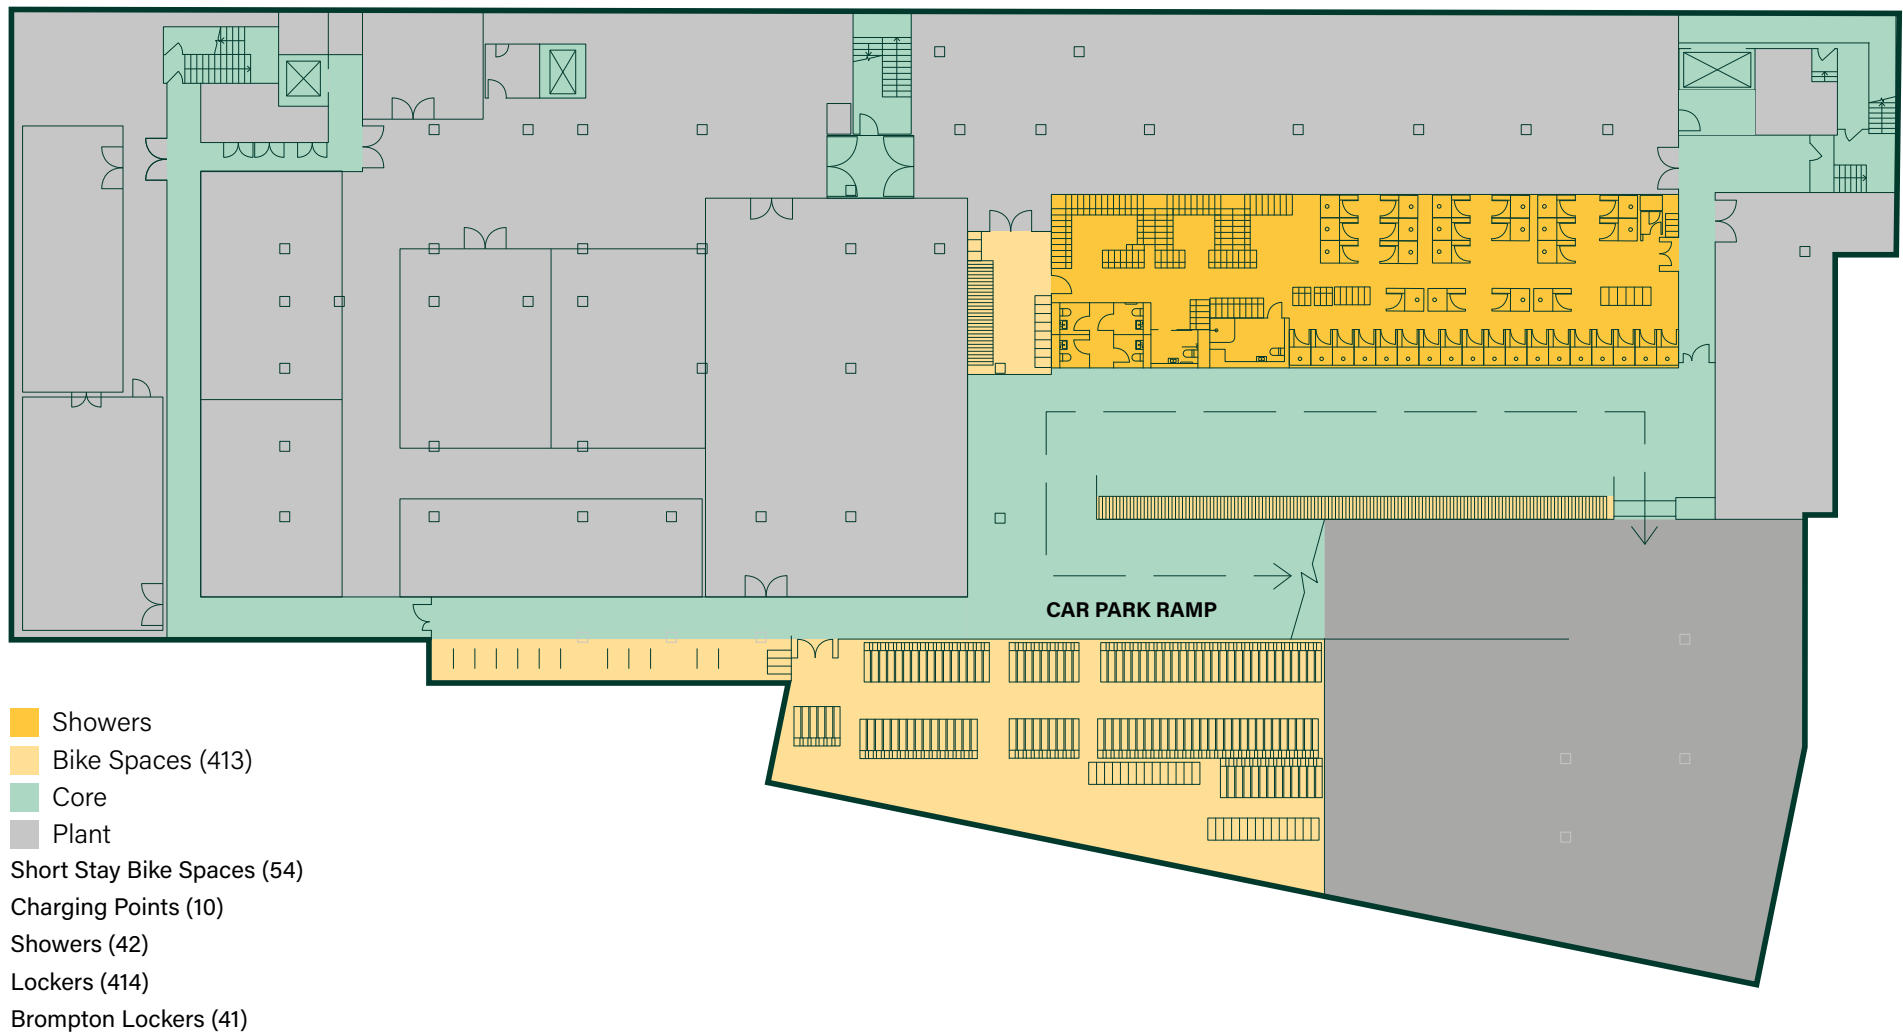 CAR PARK RAMP
Showers
Bike Spaces (413)
Core
Plant
Short Stay Bike Spaces (54)
Charging Points (10)
Showers (42)
Lockers (414)
Brompton Lockers (41)